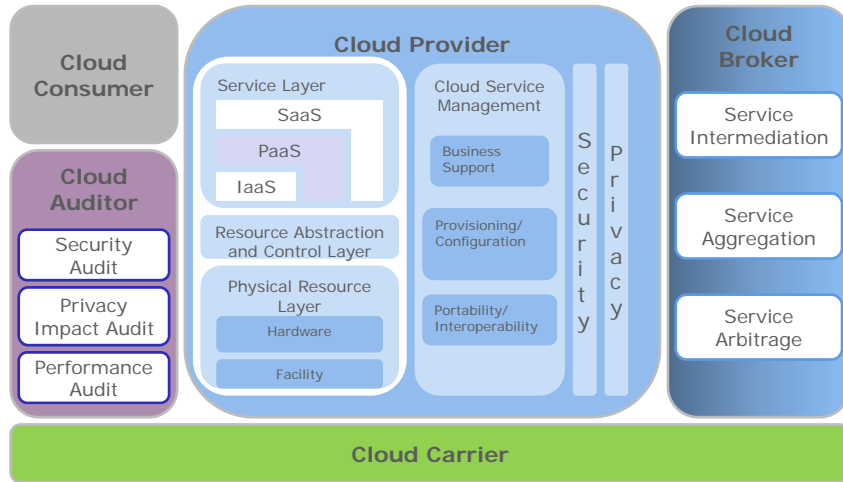 Cloud
Consumer
Cloud
Auditor
Security
Audit
Privacy
Impact Audit
Performance
Audit
Cloud Provider
Service Layer
SaaS
PaaS
IaaS
Resource Abstraction
and Control Layer
Physical Resource
Layer
Hardware
Facility
Cloud Service
Management
Business
Support
Provisioning/
Configuration
Portability/
Interoperability
Security
Privacy
Cloud
Broker
Service
Intermediation
Service
Aggregation
Service
Arbitrage
Cloud Carrier